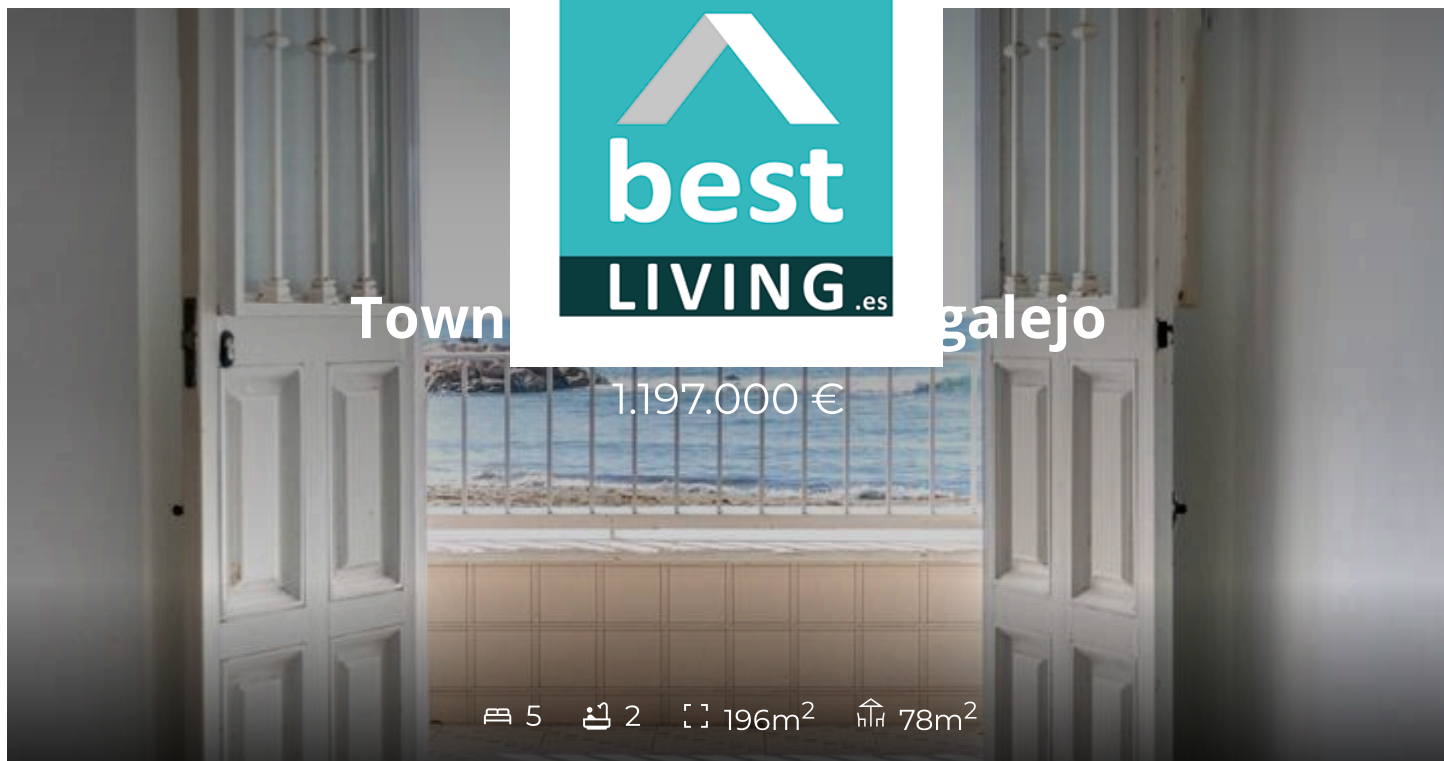 best
LIVING.es
Town galejo
1.197.000 €
5 2 196m² 78m²